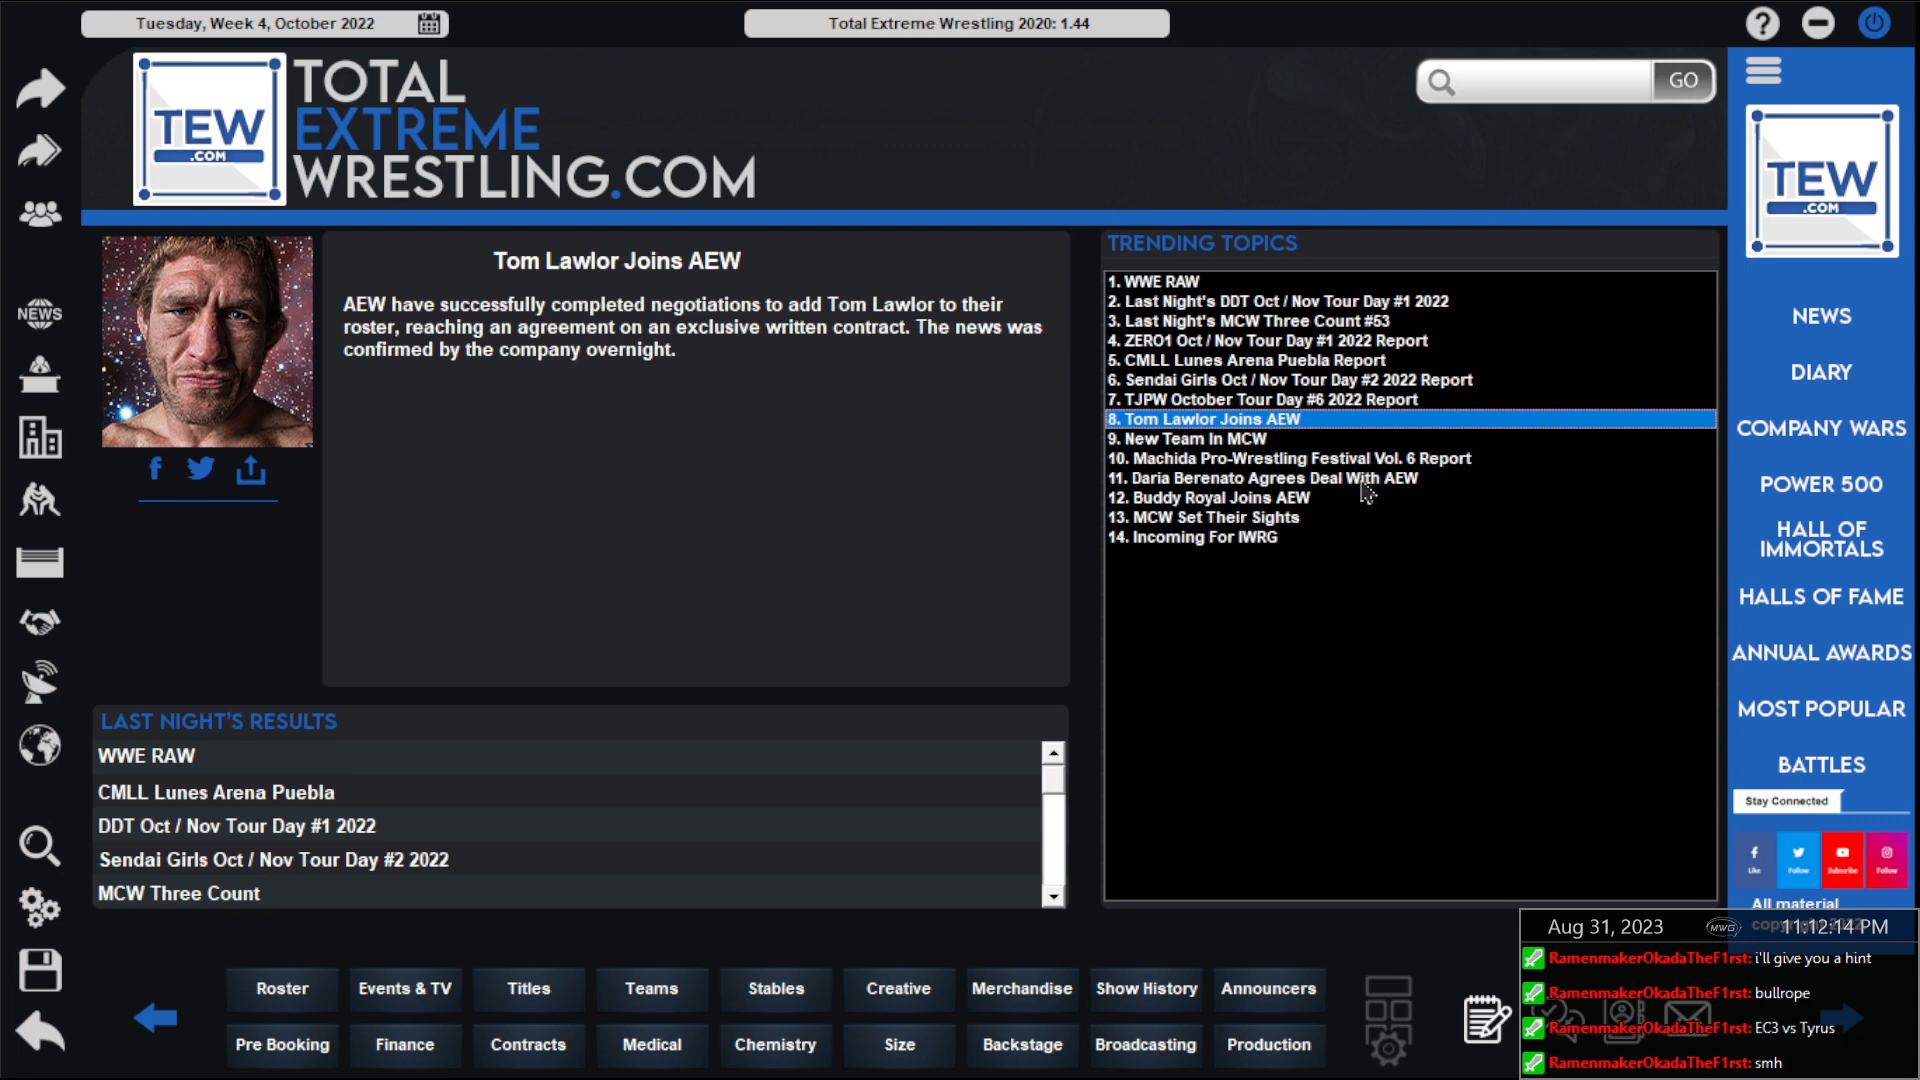 Tuesday, Week 4, October 2022
Total Extreme Wrestling 2020: 1.44
TEW
.COM
TOTAL
EXTREME
WRESTLING.COM
GO
TEW
.COM
NEWS
Tom Lawlor Joins AEW
AEW have successfully completed negotiations to add Tom Lawlor to their
roster, reaching an agreement on an exclusive written contract. The news was
confirmed by the company overnight.
TRENDING TOPICS
1. WWE RAW
2. Last Night's DDT Oct / Nov Tour Day #1 2022
3. Last Night's MCW Three Count #53
4. ZERO1 Oct / Nov Tour Day #1 2022 Report
5. CMLL Lunes Arena Puebla Report
6. Sendai Girls Oct / Nov Tour Day #2 2022 Report
7. TJPW October Tour Day #6 2022 Report
8. Tom Lawlor Joins AEW
9. New Team In MCW
10. Machida Pro-Wrestling Festival Vol. 6 Report
11. Daria Berenato Agrees Deal With AEW
12. Buddy Royal Joins AEW
13. MCW Set Their Sights
14. Incoming For IWRG
NEWS
DIARY
COMPANY WARS
POWER 500
HALL OF
IMMORTALS
HALLS OF FAME
ANNUAL AWARDS
MOST POPULAR
BATTLES
Stay Connected
Like
Follow
Subscribe
Follow
All material
LAST NIGHT'S RESULTS
WWE RAW
CMLL Lunes Arena Puebla
DDT Oct / Nov Tour Day #1 2022
Sendai Girls Oct / Nov Tour Day #2 2022
MCW Three Count
Aug 31, 2023
MWG
11:12:14 PM
RamenmakerOkadaTheF1rst: i'll give you a hint
RamenmakerOkadaTheF1rst: bullrope
RamenmakerOkadaTheF1rst: EC3 vs Tyrus
RamenmakerOkadaTheF1rst: smh
Roster
Events & TV
Titles
Teams
Stables
Creative
Merchandise
Show History
Announcers
Pre Booking
Finance
Contracts
Medical
Chemistry
Size
Backstage
Broadcasting
Production